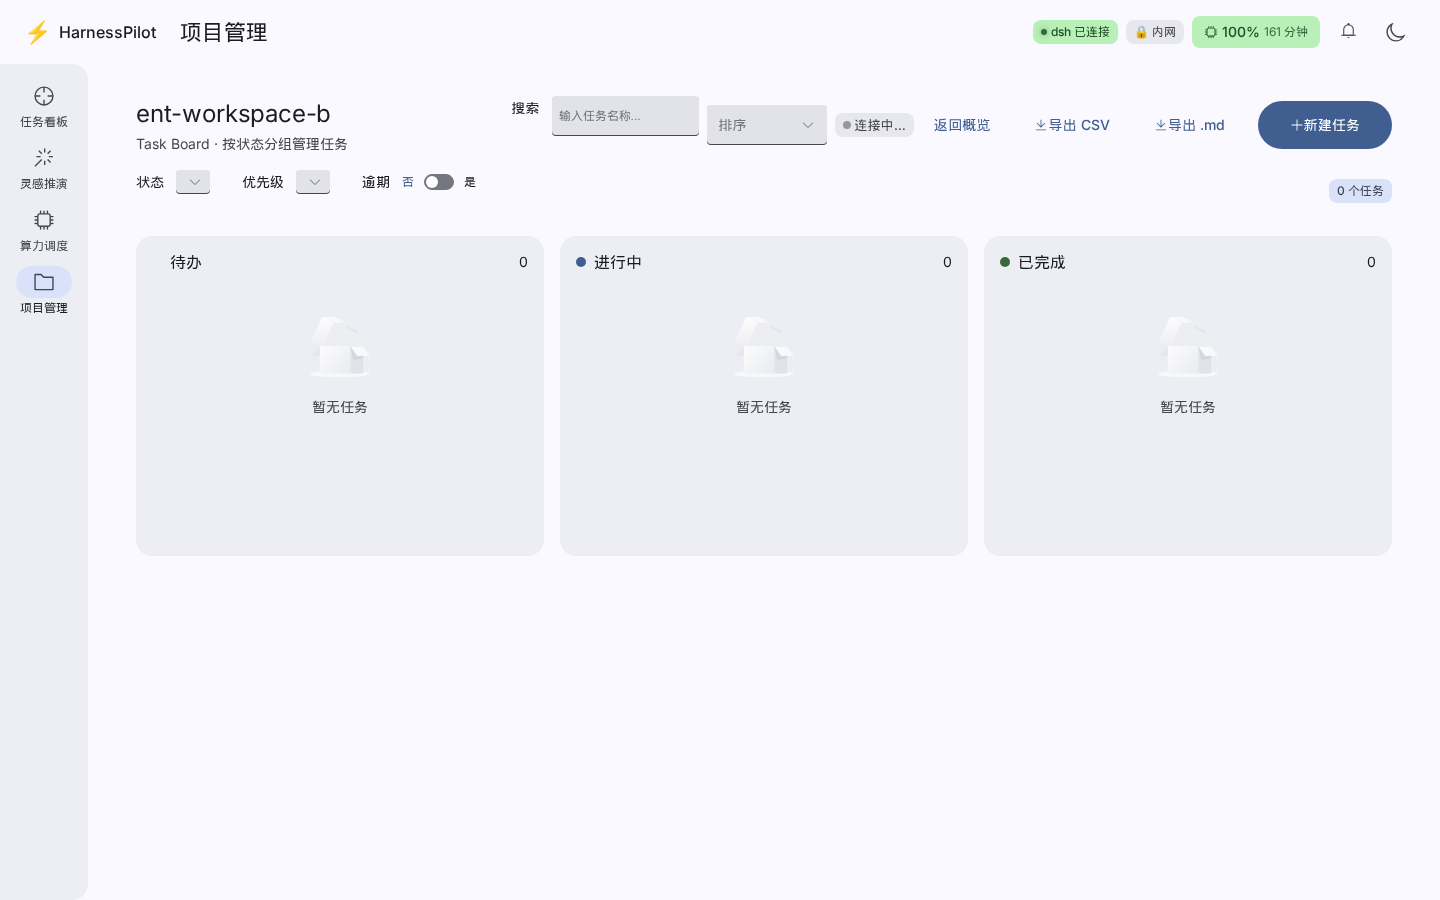 ⚡ HarnessPilot 项目管理
dsh 已连接 🔒 内网 100% 161 分钟
任务看板
灵感推演
算力调度
项目管理
ent-workspace-b
Task Board · 按状态分组管理任务
搜索 输入任务名称... 排序 连接中... 返回概览 导出 CSV 导出 .md 新建任务
状态 优先级 逾期 否 是
0 个任务
待办 0
暂无任务
进行中 0
暂无任务
已完成 0
暂无任务